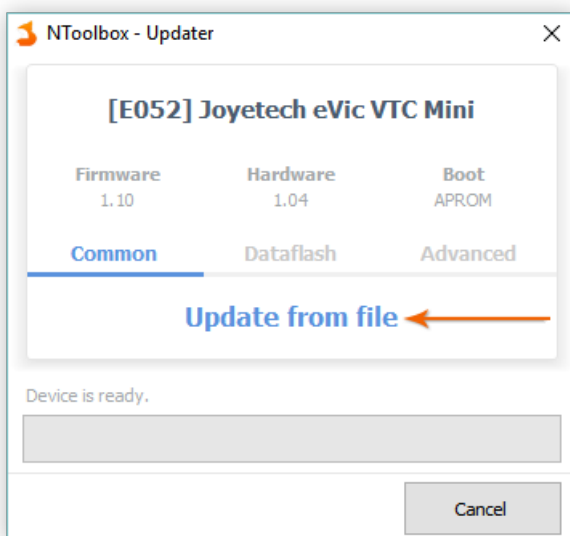 NToolbox - Updater
[E052] Joyetech eVic VTC Mini
Firmware Hardware Boot
1.10 1.04 APROM
Common Dataflash Advanced
Update from file
Device is ready.
Cancel